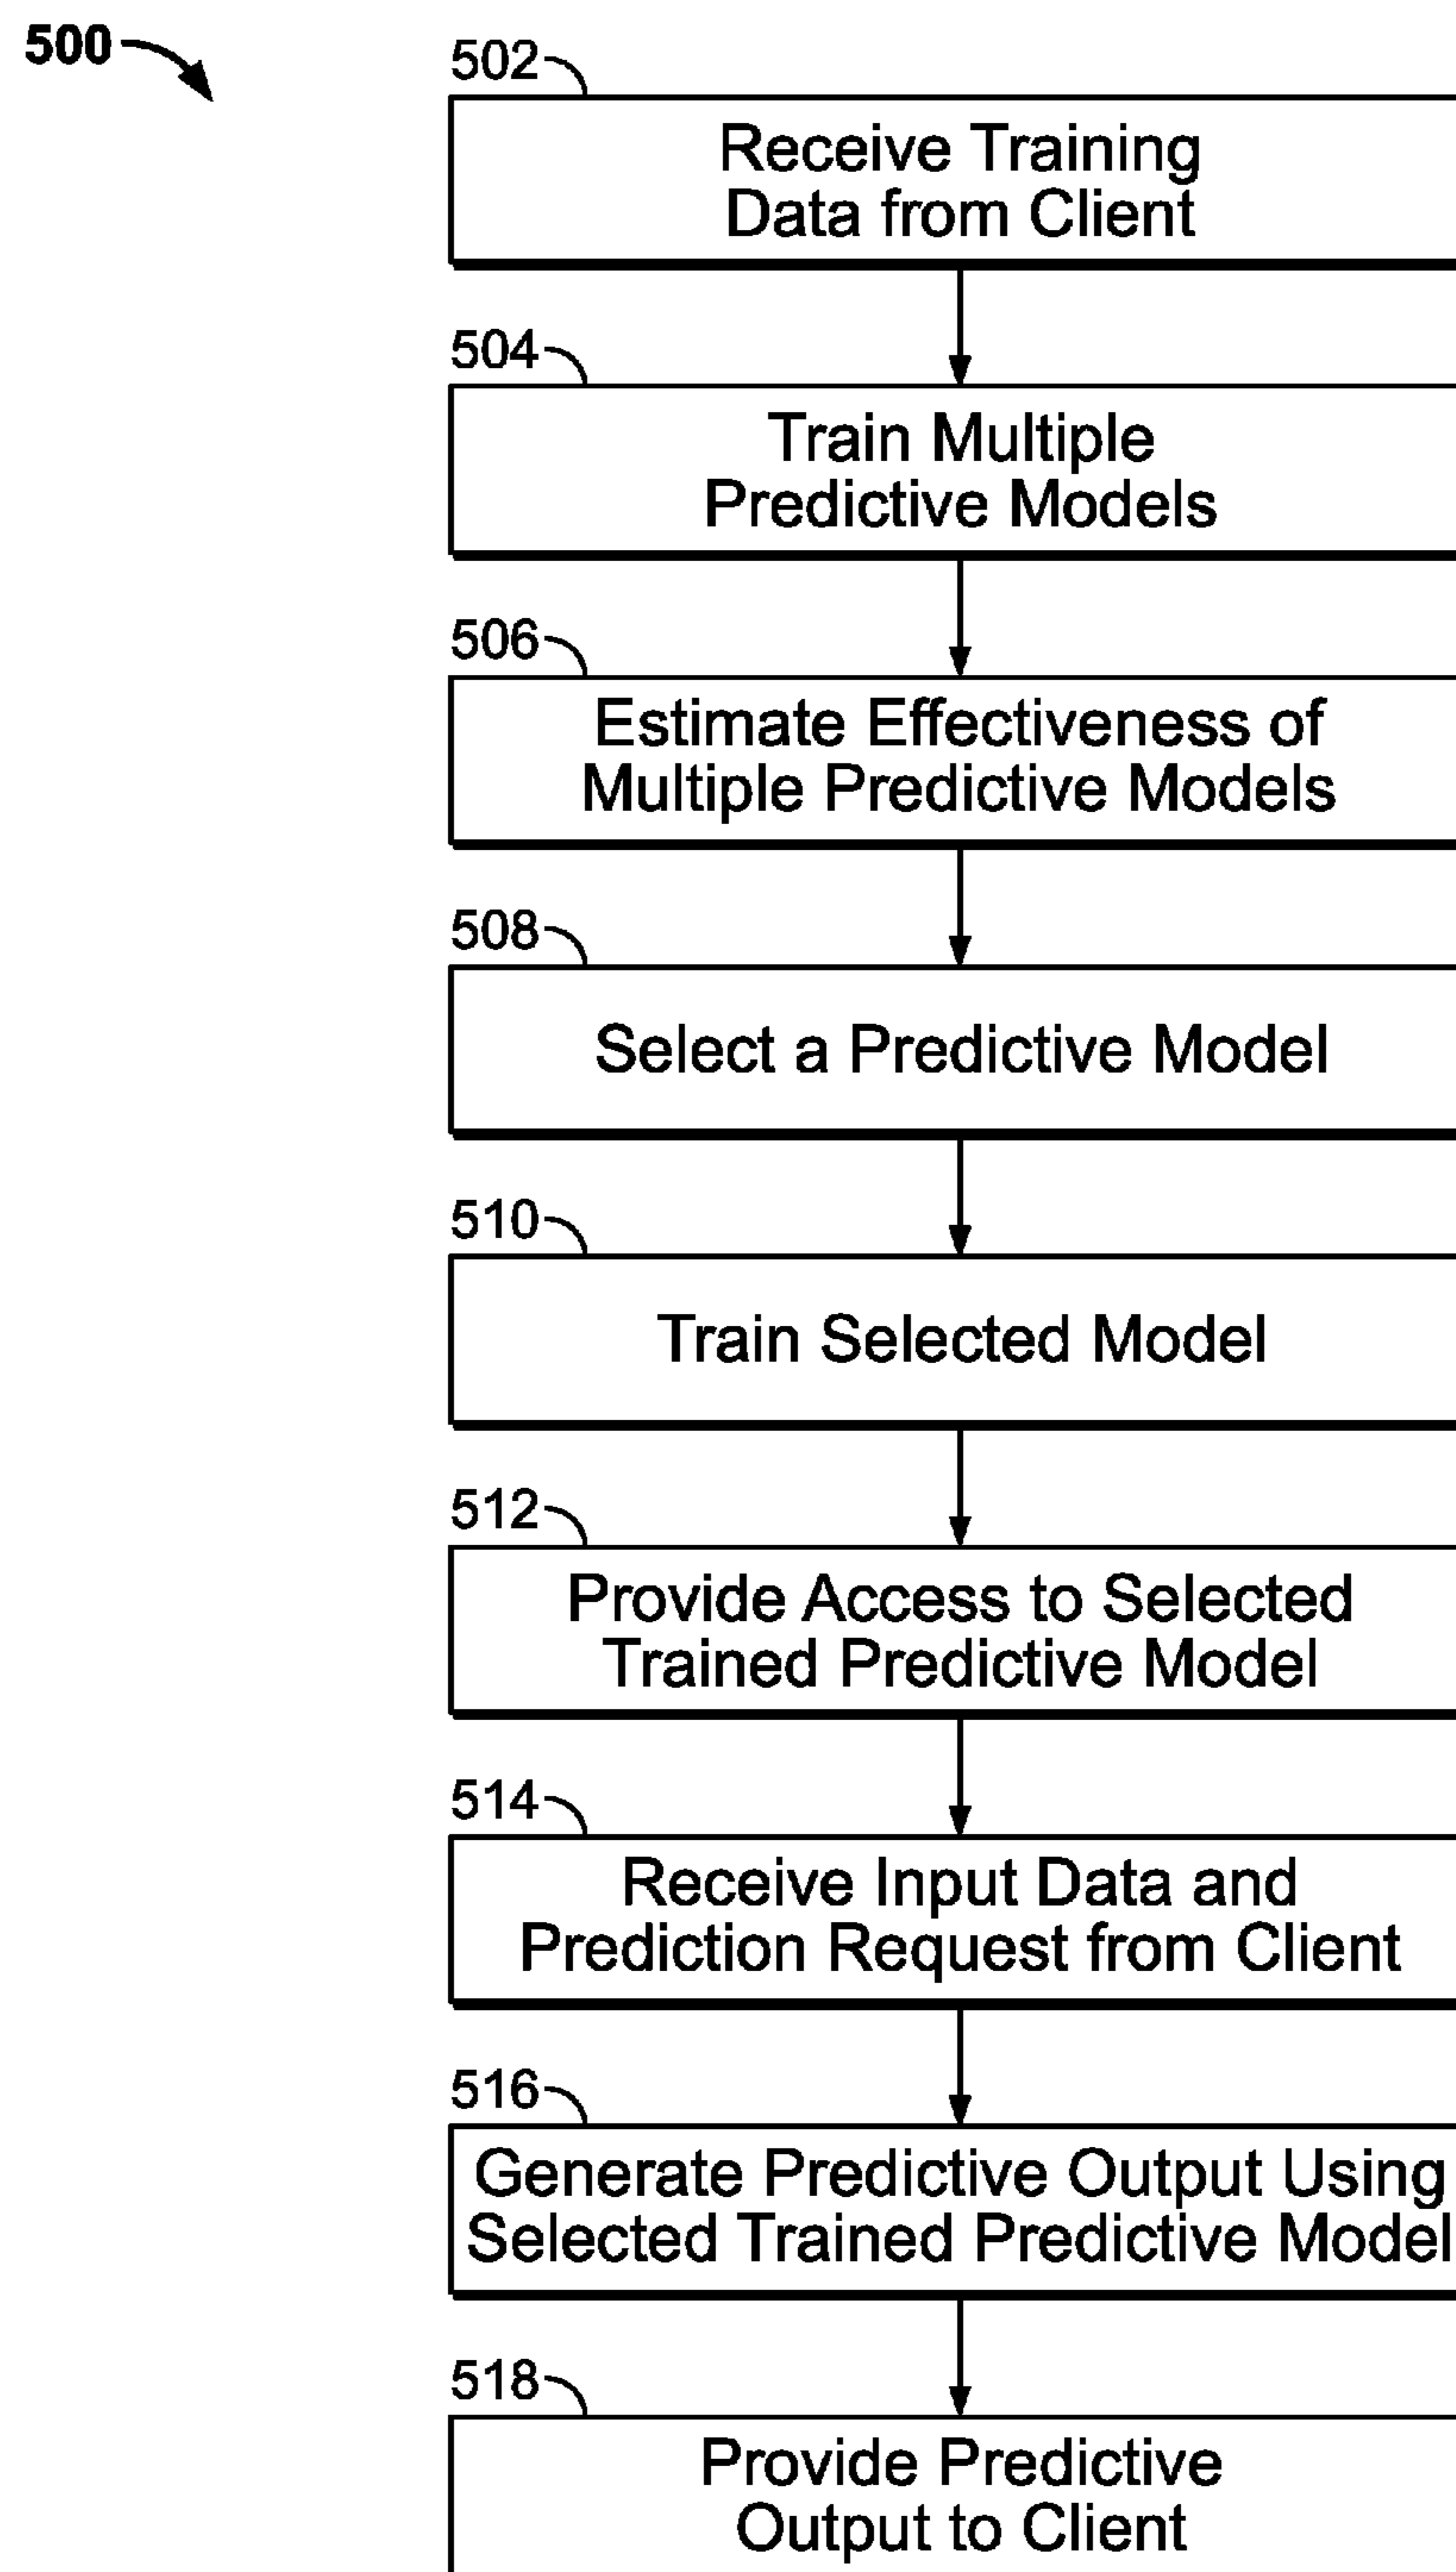 500
502
Receive Training
Data from Client
504
Train Multiple
Predictive Models
506
Estimate Effectiveness of
Multiple Predictive Models
508
Select a Predictive Model
510
Train Selected Model
512
Provide Access to Selected
Trained Predictive Model
514
Receive Input Data and
Prediction Request from Client
516
Generate Predictive Output Using
Selected Trained Predictive Model
518
Provide Predictive
Output to Client